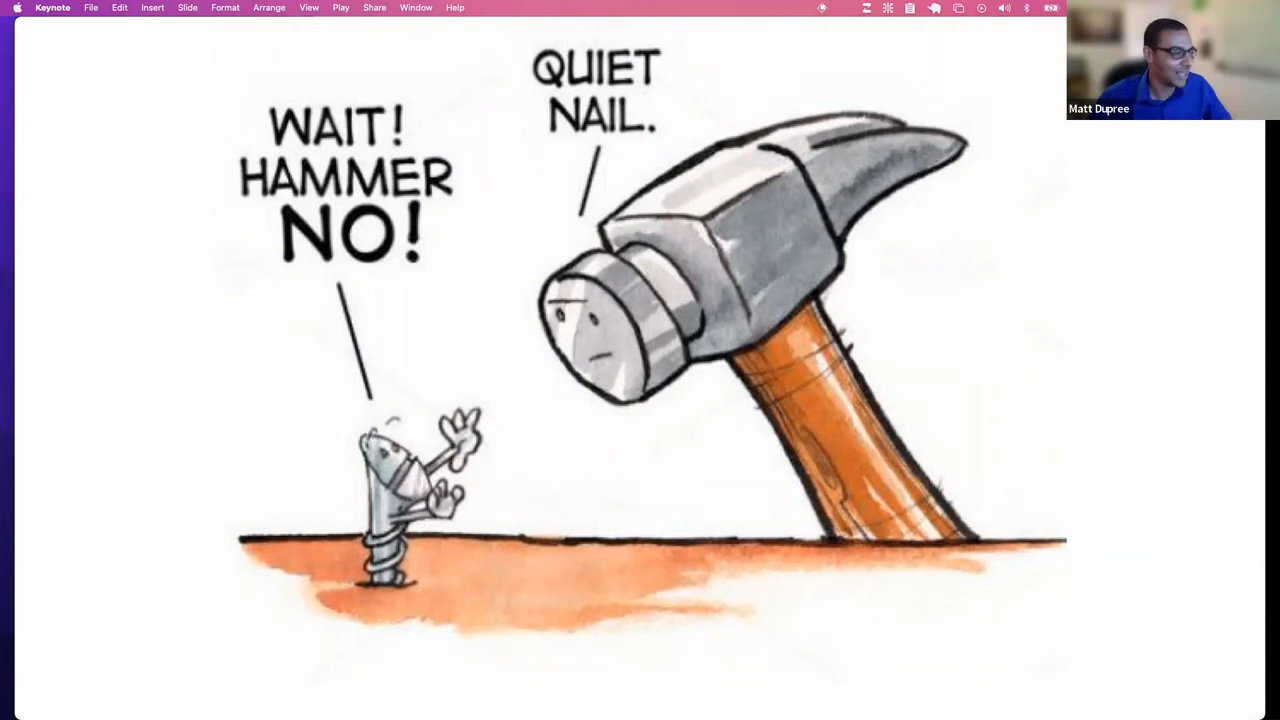 Keynote File Edit Insert Slide Format Arrange View Play Share Window Help
Matt Dupree
WAIT!
HAMMER
NO!
QUIET
NAIL.